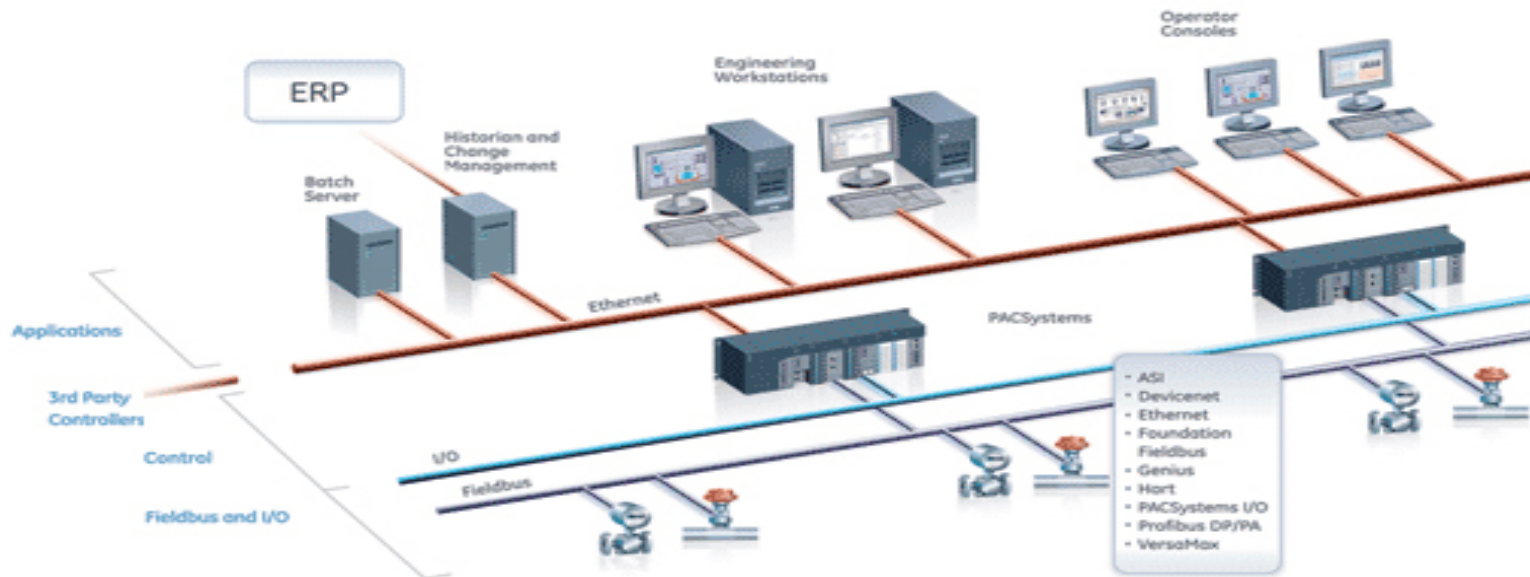 Operator
Consoles
Engineering
Workstations
ERP
Historian and
Change
Management
Batch
Server
Ethernet
Applications
PACSystems
3rd Party
Controllers
Control
I/O
Fieldbus
Fieldbus and I/O
- ASI
- Devicenet
- Ethernet
- Foundation
Fieldbus
- Genius
- Hart
- PACSystems I/O
- Profibus DP/PA
- VersaMax